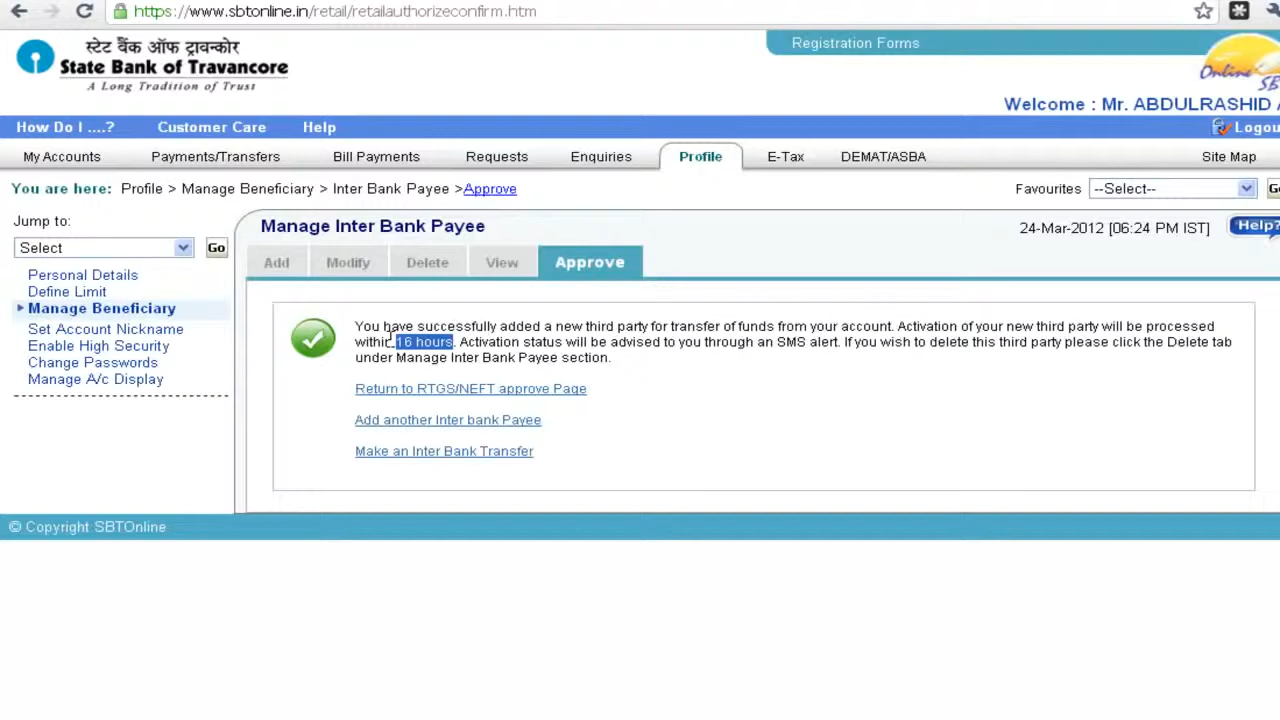 https://www.sbtonline.in/retail/retailauthorizeconfirm.htm
स्टेट बैंक ऑफ ट्रावन्कोर
State Bank of Travancore
A Long Tradition of Trust
Registration Forms
Online SB
Welcome : Mr. ABDULRASHID A
How Do I ....? Customer Care Help
Logou
My Accounts Payments/Transfers Bill Payments Requests Enquiries Profile E-Tax DEMAT/ASBA Site Map
You are here: Profile > Manage Beneficiary > Inter Bank Payee >Approve
Favourites --Select-- Go
Jump to:
Select Go
Personal Details
Define Limit
Manage Beneficiary
Set Account Nickname
Enable High Security
Change Passwords
Manage A/c Display
Manage Inter Bank Payee
24-Mar-2012 [06:24 PM IST]
Help?
Add Modify Delete View Approve
You have successfully added a new third party for transfer of funds from your account. Activation of your new third party will be processed
within 16 hours. Activation status will be advised to you through an SMS alert. If you wish to delete this third party please click the Delete tab
under Manage Inter Bank Payee section.
Return to RTGS/NEFT approve Page
Add another Inter bank Payee
Make an Inter Bank Transfer
© Copyright SBTOnline